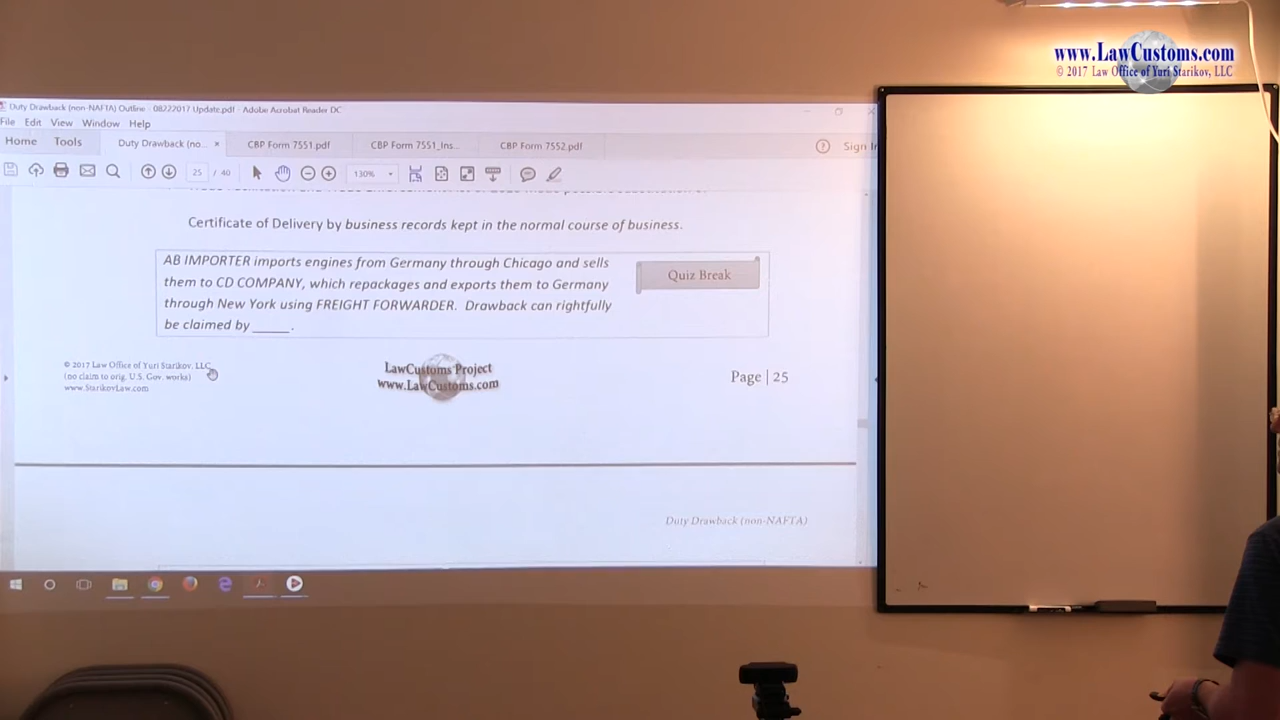 www.LawCustoms.com
© 2017 Law Office of Yuri Starikov, LLC
Duty Drawback (non-NAFTA) Outline - 08222017 Update.pdf - Adobe Acrobat Reader DC
File Edit View Window Help
Home Tools Duty Drawback (no... × CBP Form 7551.pdf CBP Form 7551_Ins... CBP Form 7552.pdf Sign In
25 / 40 130%
Certificate of Delivery by business records kept in the normal course of business.
AB IMPORTER imports engines from Germany through Chicago and sells
them to CD COMPANY, which repackages and exports them to Germany
through New York using FREIGHT FORWARDER. Drawback can rightfully
be claimed by _____.
Quiz Break
© 2017 Law Office of Yuri Starikov, LLC
(no claim to orig. U.S. Gov. works)
www.StarikovLaw.com
LawCustoms Project
www.LawCustoms.com
Page | 25
Duty Drawback (non-NAFTA)